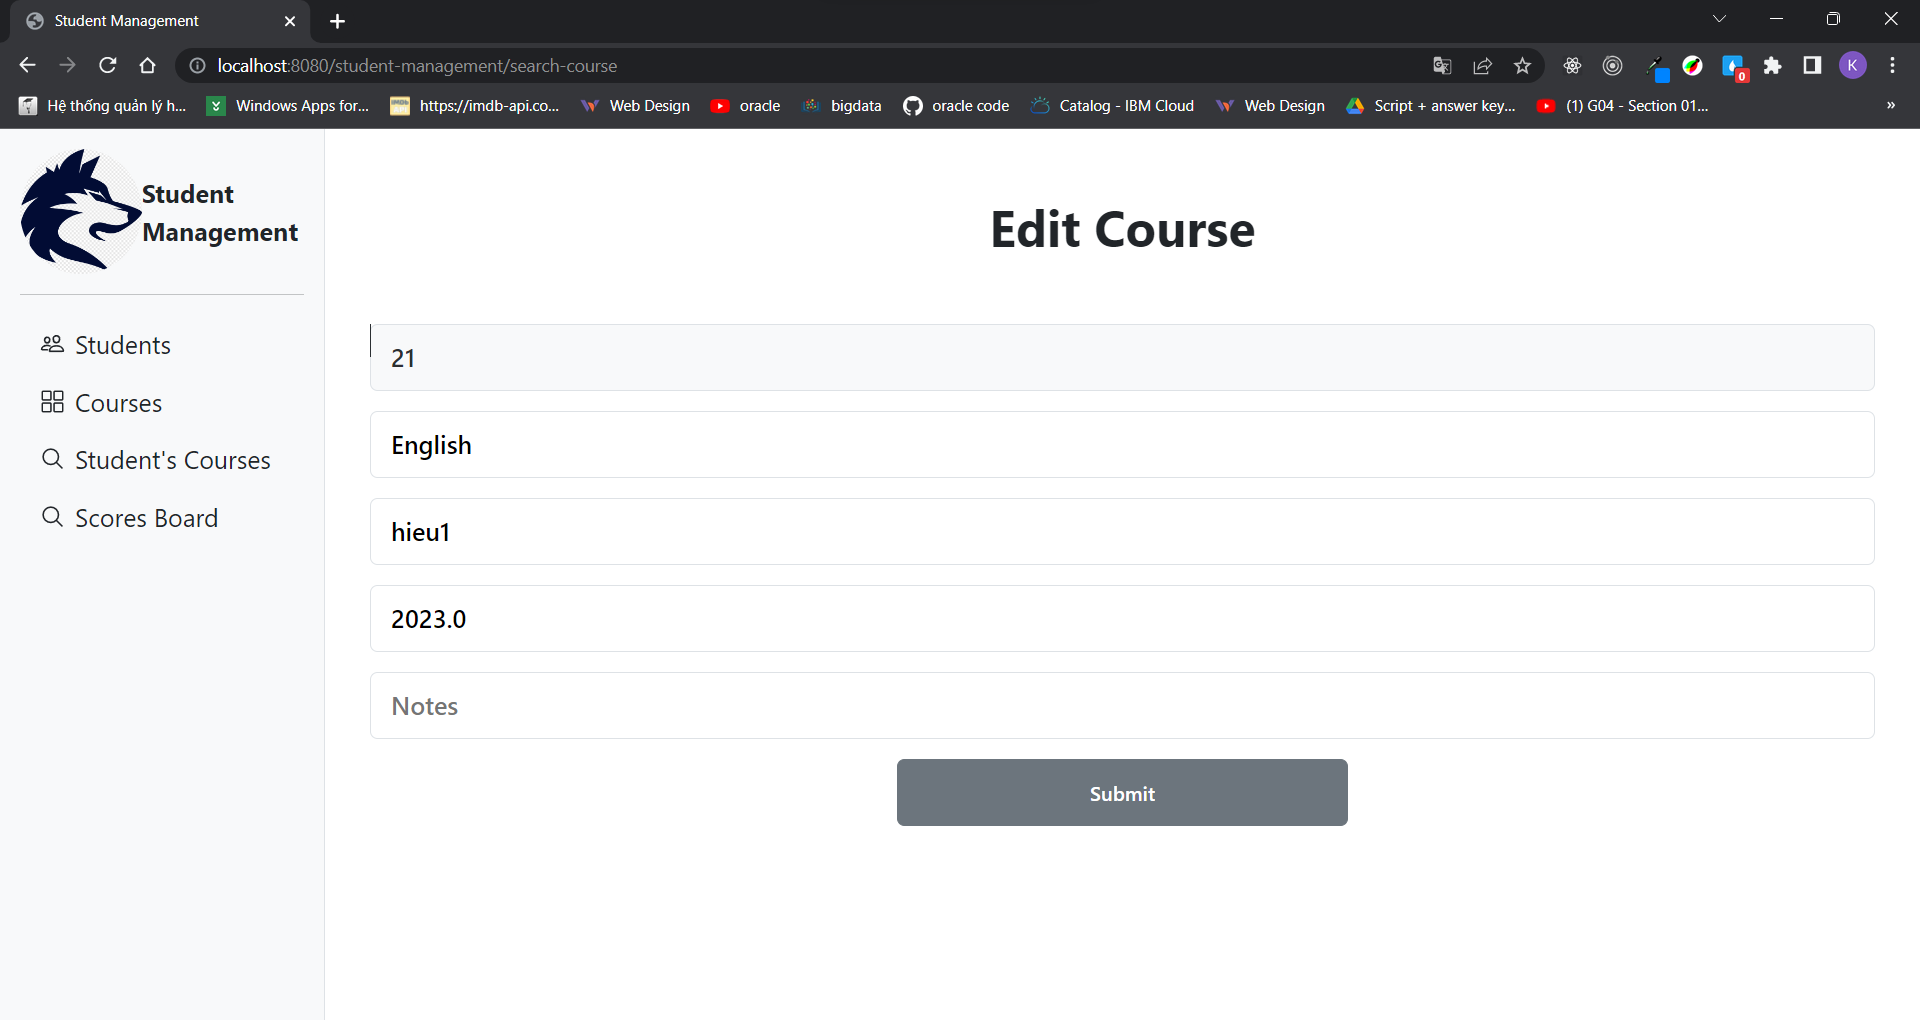 Student Management
localhost:8080/student-management/search-course
K
0
Hệ thống quản lý h...
Windows Apps for...
https://imdb-api.co...
Web Design
oracle
bigdata
oracle code
Catalog - IBM Cloud
Web Design
Script + answer key...
(1) G04 - Section 01...
»
Student
Management
Students
Courses
Student's Courses
Scores Board
Edit Course
21
English
hieu1
2023.0
Notes
Submit